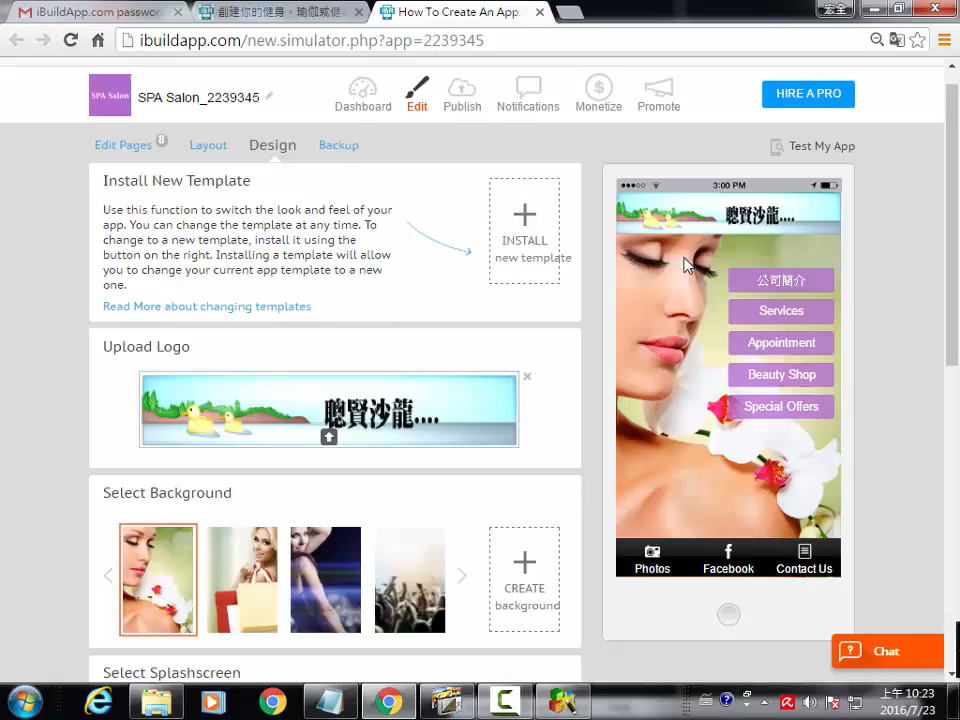 iBuildApp.com passwor
創建你的健身，瑜伽或健
How To Create An App.
宏全
ibuildapp.com/new.simulator.php?app=2239345
SPA Salon
SPA Salon_2239345
Dashboard
Edit
Publish
Notifications
Monetize
Promote
HIRE A PRO
Edit Pages 8
Layout
Design
Backup
Test My App
Install New Template
Use this function to switch the look and feel of your
app. You can change the template at any time. To
change to a new template, install it using the
button on the right. Installing a template will allow
you to change your current app template to a new
one.
Read More about changing templates
INSTALL
new template
Upload Logo
聰賢沙龍....
Select Background
CREATE
background
Select Splashscreen
3:00 PM
聰賢沙龍....
公司簡介
Services
Appointment
Beauty Shop
Special Offers
Photos
Facebook
Contact Us
Chat
上午 10:23
2016/7/23